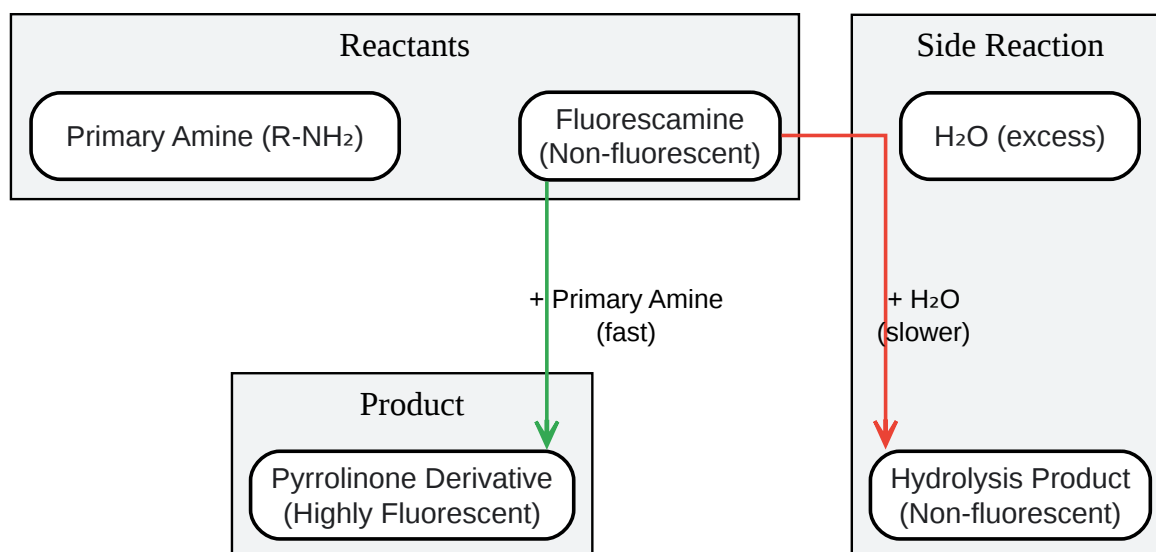 Reactants
Side Reaction
Primary Amine (R-NH₂)
Fluorescamine
(Non-fluorescent)
H₂O (excess)
+ Primary Amine
(fast)
+ H₂O
(slower)
Product
Pyrrolinone Derivative
(Highly Fluorescent)
Hydrolysis Product
(Non-fluorescent)